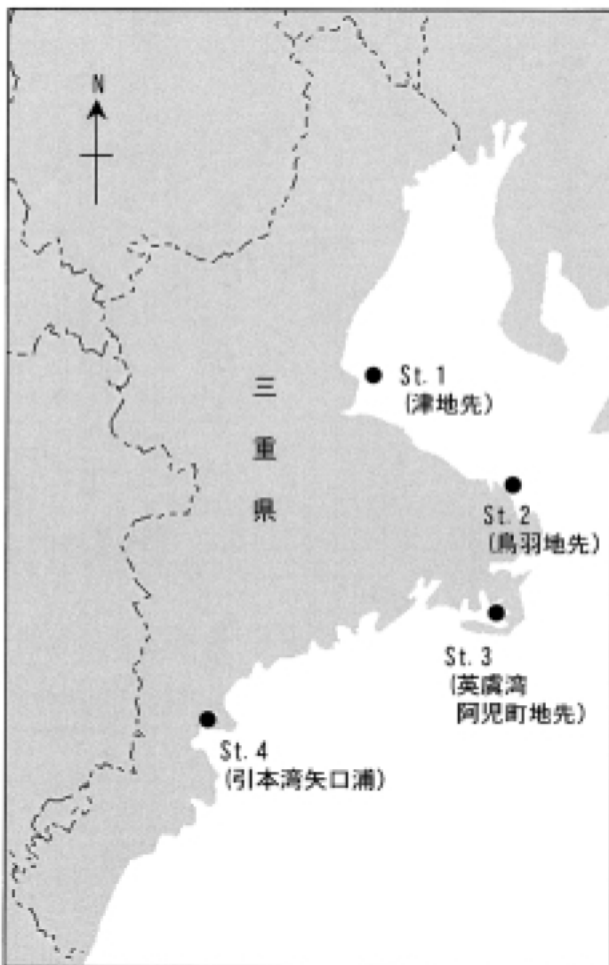 N
St.1
(津地先)
三
重
県
St.2
(鳥羽地先)
St.3
(英虞湾
阿児町地先)
St.4
(引本湾矢口浦)